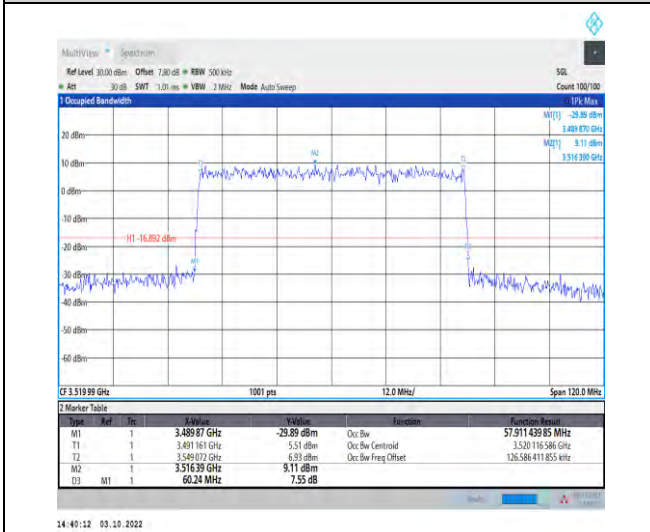 MultiView Spectrum
Ref Level 30.00 dBm Offset 7.80 dB RBW 500 kHz SGL
Att 30 dB SWT 1.01 ms VBW 2 MHz Mode Auto Sweep Count 100/100
1 Occupied Bandwidth 1Pk Max
M1[1] -29.89 dBm
3.489 870 GHz
M2[1] 9.11 dBm
3.516 390 GHz
20 dBm
10 dBm
0 dBm
-10 dBm
-20 dBm
-30 dBm
-40 dBm
-50 dBm
-60 dBm
M2
H1 -16.892 dBm
M1
CF 3.519 99 GHz 1001 pts 12.0 MHz/ Span 120.0 MHz
2 Marker Table
Type Ref Trc X-Value Y-Value Function Function Result
M1 1 3.489 87 GHz -29.89 dBm Occ Bw 57.911 439 85 MHz
T1 1 3.491 161 GHz 5.51 dBm Occ Bw Centroid 3.520 116 586 GHz
T2 1 3.549 072 GHz 6.93 dBm Occ Bw Freq Offset 126.586 411 855 kHz
M2 1 3.516 39 GHz 9.11 dBm
D3 M1 1 60.24 MHz 7.55 dB
14:40:12 03.10.2022